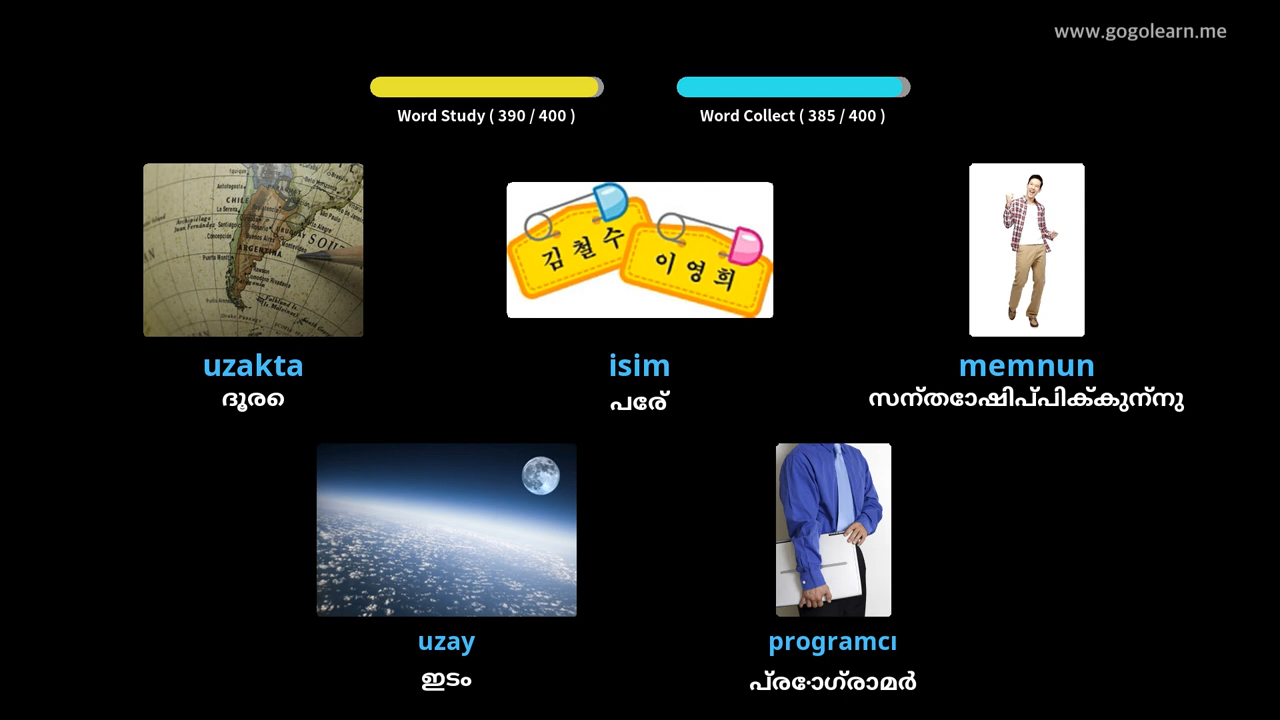 www.gogolearn.me
Word Study ( 390 / 400 )
Word Collect ( 385 / 400 )
CHILE
ARGENTINA
김철수
이영희
uzakta
ദൂരെ
isim
പേര്
memnun
സന്തോഷിപ്പിക്കുന്നു
uzay
ഇടം
programcı
പ്രോഗ്രാമർ